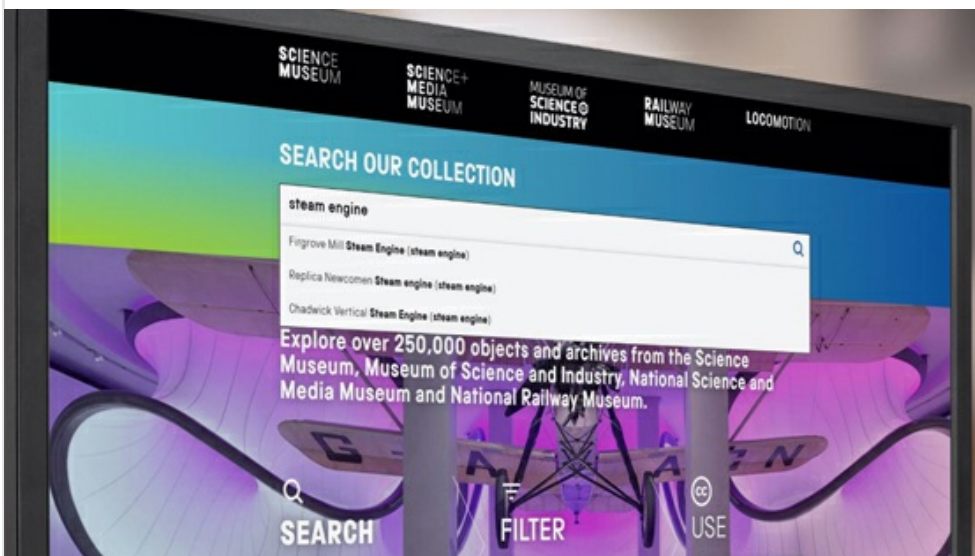 SCIENCE
MUSEUM
SCIENCE+
MEDIA
MUSEUM
MUSEUM OF
SCIENCE
INDUSTRY
RAILWAY
MUSEUM
LOCOMOTION
SEARCH OUR COLLECTION
steam engine
Firgrove Mill Steam Engine (steam engine)
Replica Newcomen Steam engine (steam engine)
Chadwick Vertical Steam Engine (steam engine)
Explore over 250,000 objects and archives from the Science
Museum, Museum of Science and Industry, National Science and
Media Museum and National Railway Museum.
G-AAAN
cc
SEARCH
FILTER
USE